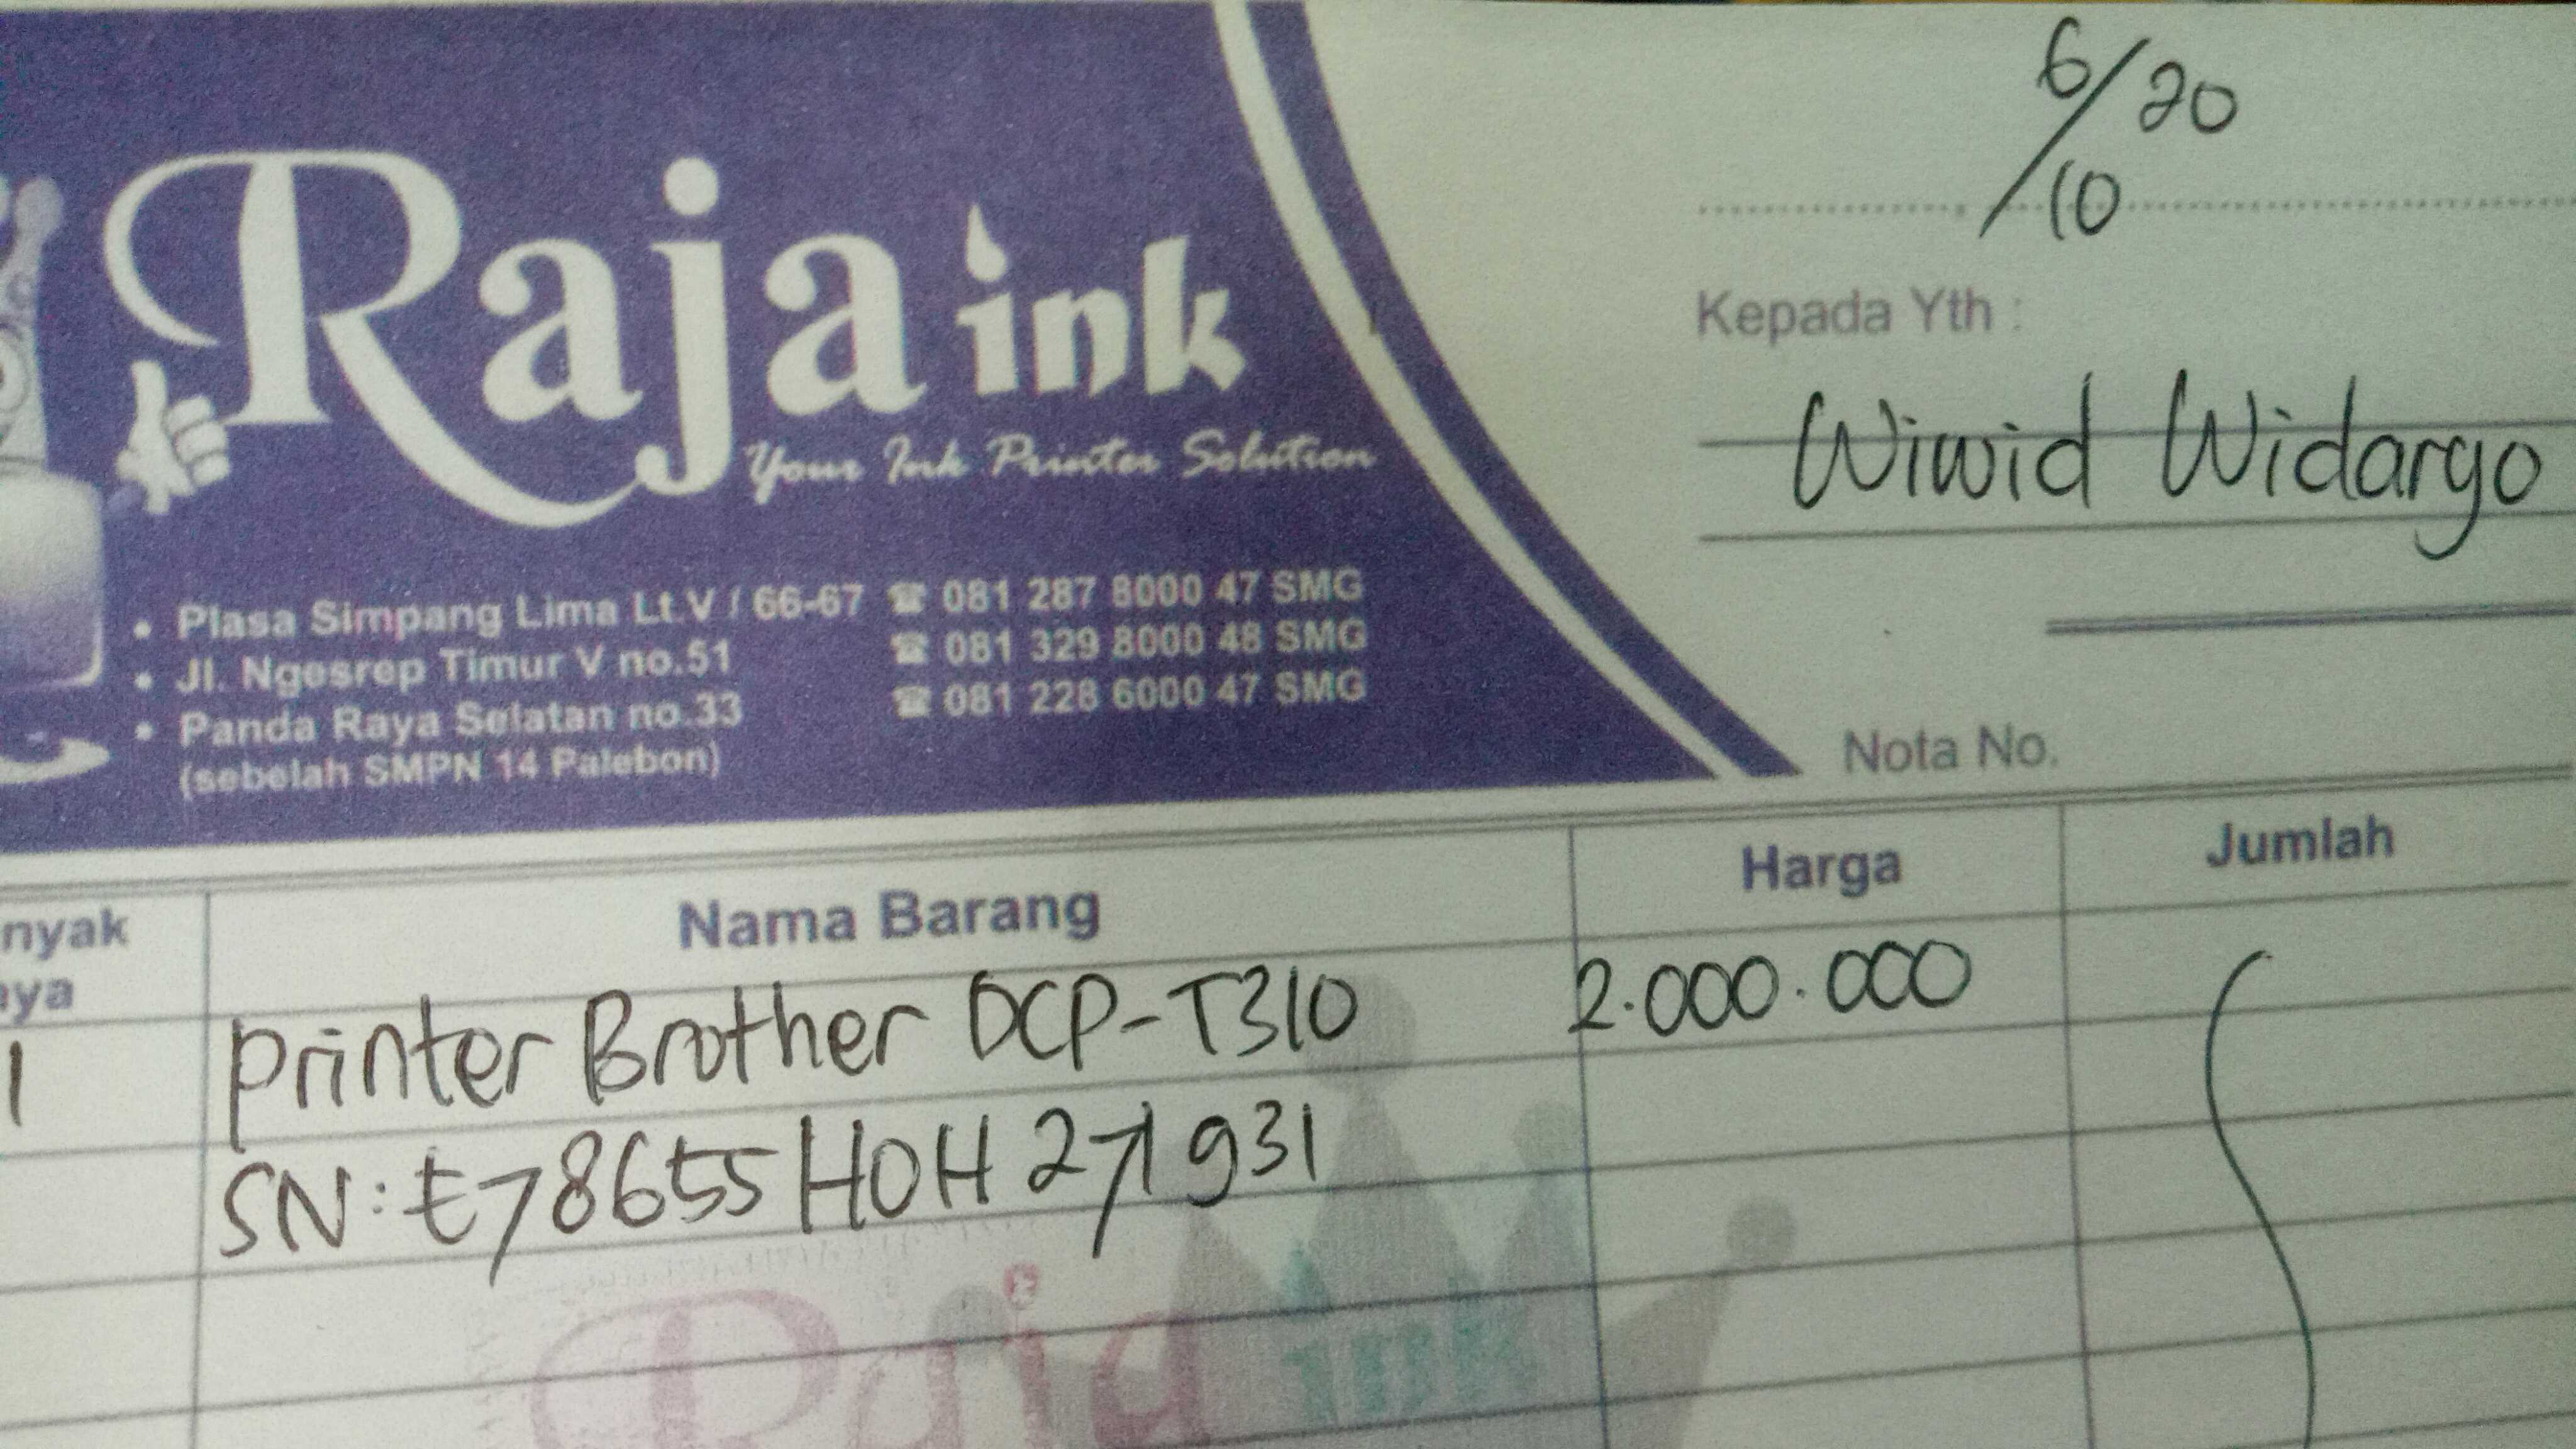 Raja ink
Your Ink Printer Solution
• Plasa Simpang Lima Lt.V / 66-67 ☎ 081 287 8000 47 SMG
• Jl. Ngesrep Timur V no.51 ☎ 081 329 8000 48 SMG
• Panda Raya Selatan no.33 ☎ 081 228 6000 47 SMG
(sebelah SMPN 14 Palebon)
6/10 20
Kepada Yth :
Wiwid Widargo
Nota No.
nyak
nya
Nama Barang
Harga
Jumlah
1 Printer Brother DCP-T310 2.000.000
SN: E78655H0H271931
Raja ink